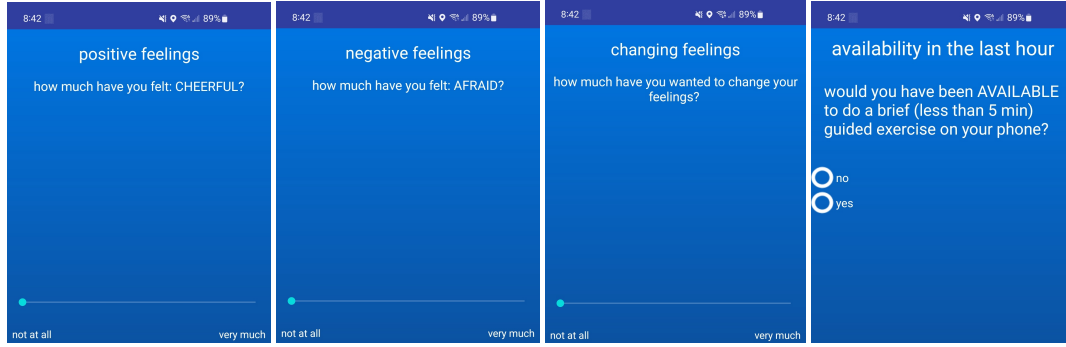 8:42 89%
positive feelings
how much have you felt: CHEERFUL?
not at all very much
8:42 89%
negative feelings
how much have you felt: AFRAID?
not at all very much
8:42 89%
changing feelings
how much have you wanted to change your
feelings?
not at all very much
8:42 89%
availability in the last hour
would you have been AVAILABLE
to do a brief (less than 5 min)
guided exercise on your phone?
no
yes